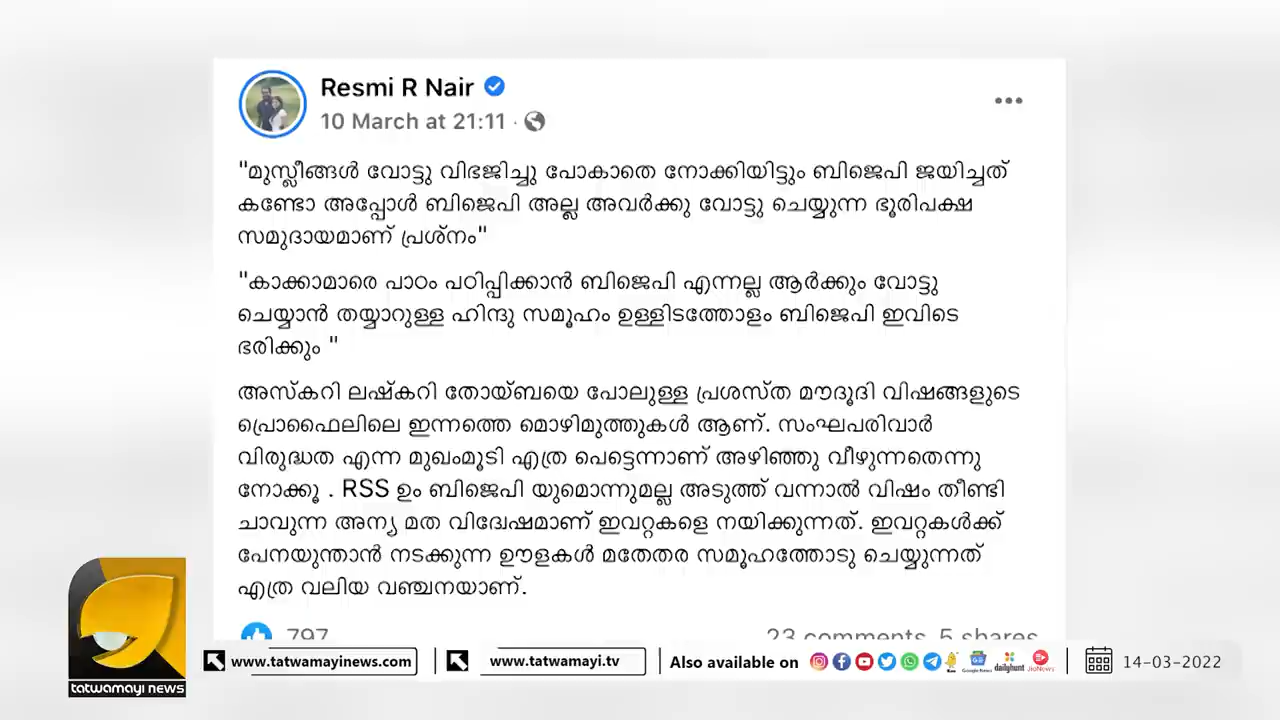 Resmi R Nair
10 March at 21:11 ·
"മുസ്ലീങ്ങൾ വോട്ടു വിഭജിച്ചു പോകാതെ നോക്കിയിട്ടും ബിജെപി ജയിച്ചത്
കണ്ടോ അപ്പോൾ ബിജെപി അല്ല അവർക്കു വോട്ടു ചെയ്യുന്ന ഭൂരിപക്ഷ
സമുദായമാണ് പ്രശ്നം"
"കാക്കാമാരെ പാഠം പഠിപ്പിക്കാൻ ബിജെപി എന്നല്ല ആർക്കും വോട്ടു
ചെയ്യാൻ തയ്യാറുള്ള ഹിന്ദു സമൂഹം ഉള്ളിടത്തോളം ബിജെപി ഇവിടെ
ഭരിക്കും "
അസ്കറി ലഷ്കറി തോയ്ബയെ പോലുള്ള പ്രശസ്ത മൗദൂദി വിഷങ്ങളുടെ
പ്രൊഫൈലിലെ ഇന്നത്തെ മൊഴിമുത്തുകൾ ആണ്. സംഘപരിവാർ
വിരുദ്ധത എന്ന മുഖംമൂടി എത്ര പെട്ടെന്നാണ് അഴിഞ്ഞു വീഴുന്നതെന്നു
നോക്കൂ . RSS ഉം ബിജെപി യുമൊന്നുമല്ല അടുത്ത് വന്നാൽ വിഷം തീണ്ടി
ചാവുന്ന അന്യ മത വിദ്വേഷമാണ് ഇവറ്റകളെ നയിക്കുന്നത്. ഇവറ്റകൾക്ക്
പേനയുന്താൻ നടക്കുന്ന ഊളകൾ മതേതര സമൂഹത്തോടു ചെയ്യുന്നത്
എത്ര വലിയ വഞ്ചനയാണ്.
797 23 comments 5 shares
tatwamayi news
www.tatwamayinews.com www.tatwamayi.tv Also available on Google News dailyhunt JioNews 14-03-2022